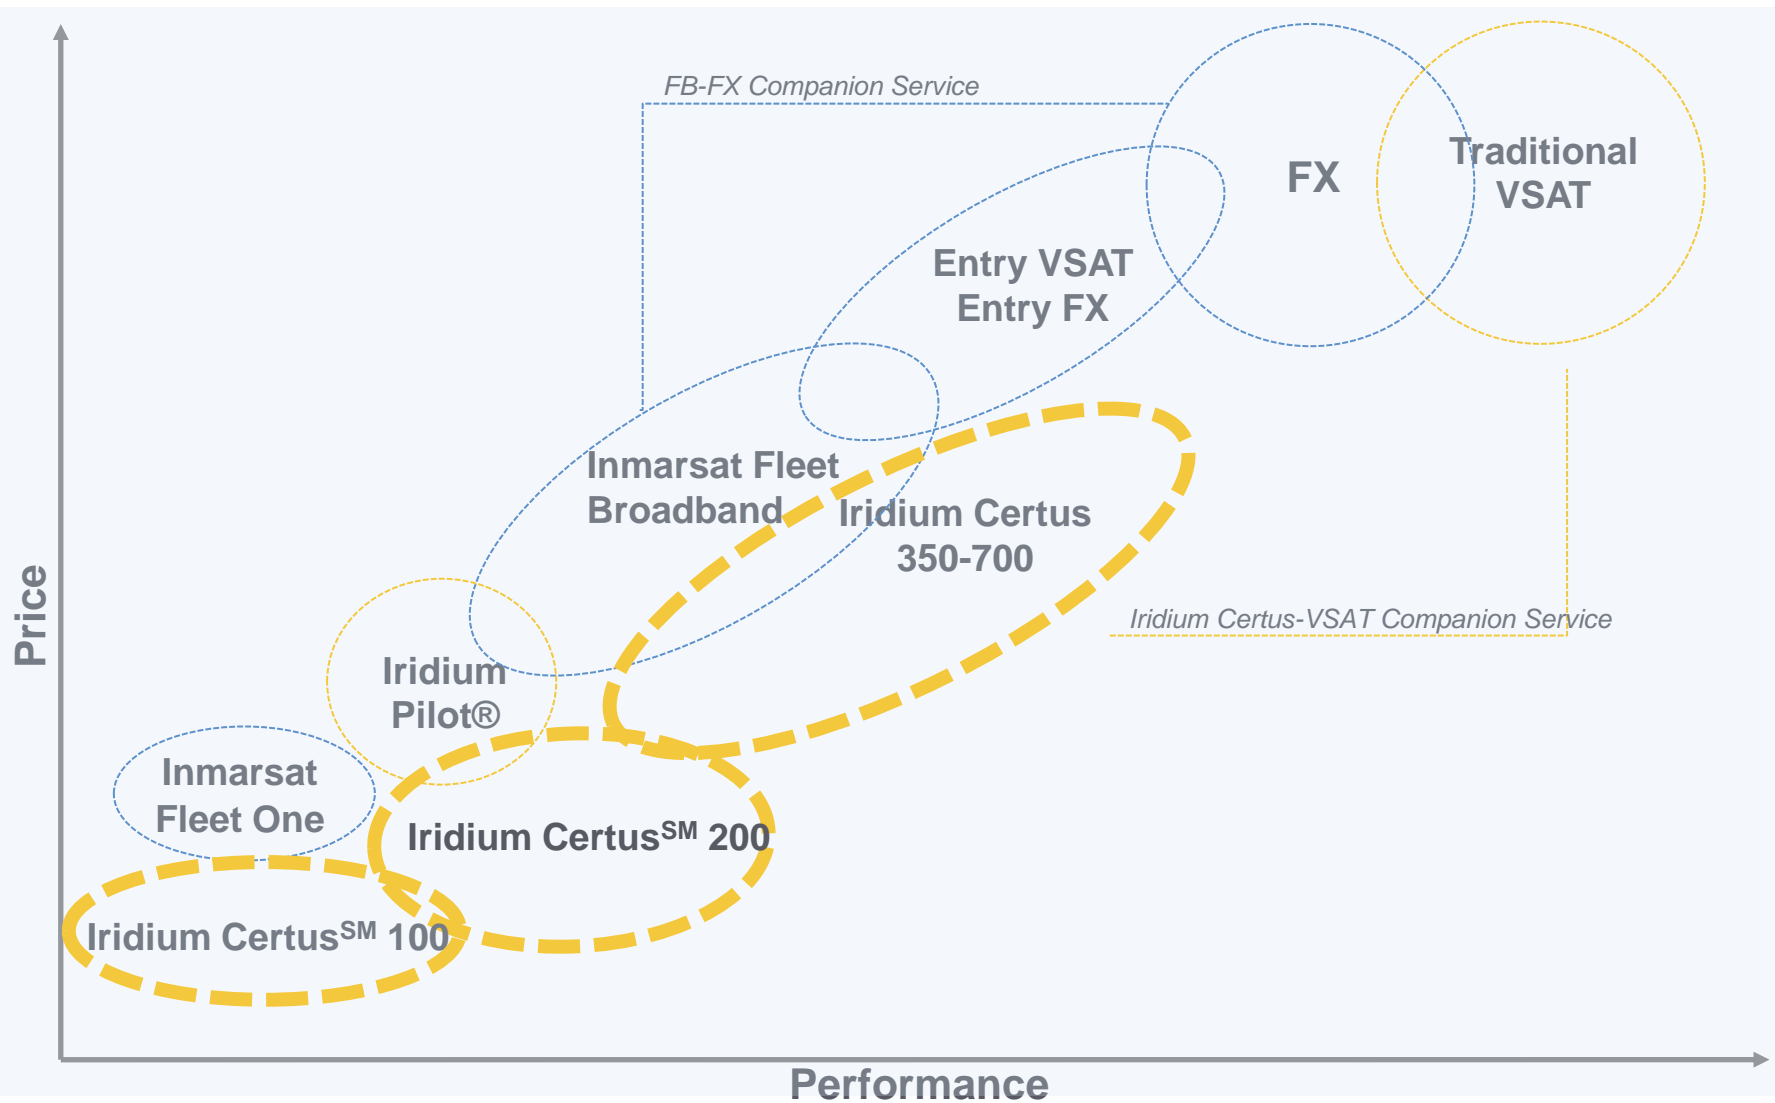 FB-FX Companion Service
FX
Traditional
VSAT
Entry VSAT
Entry FX
Inmarsat Fleet
Broadband
Iridium Certus
350-700
Iridium Certus-VSAT Companion Service
Price
Iridium
Pilot®
Inmarsat
Fleet One
Iridium Certus℠ 200
Iridium Certus℠ 100
Performance